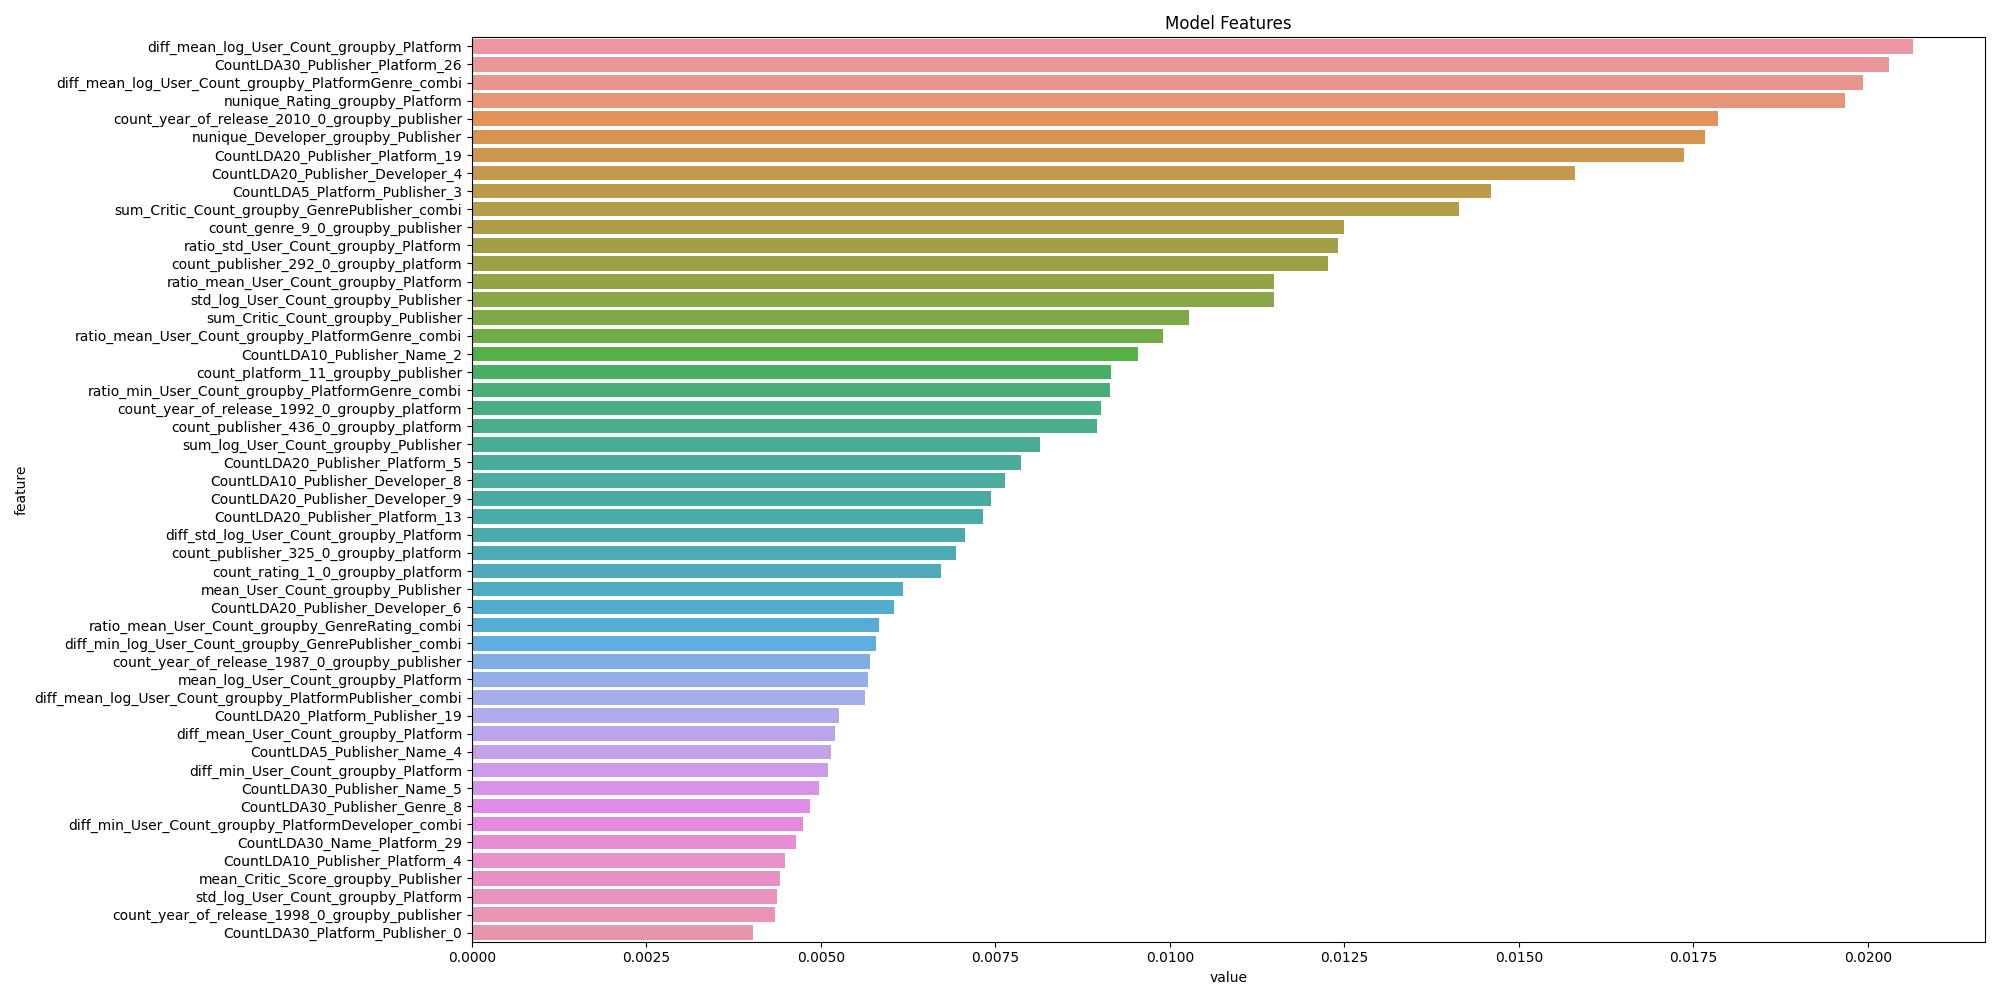 Model Features
diff_mean_log_User_Count_groupby_Platform
CountLDA30_Publisher_Platform_26
diff_mean_log_User_Count_groupby_PlatformGenre_combi
nunique_Rating_groupby_Platform
count_year_of_release_2010_0_groupby_publisher
nunique_Developer_groupby_Publisher
CountLDA20_Publisher_Platform_19
CountLDA20_Publisher_Developer_4
CountLDA5_Platform_Publisher_3
sum_Critic_Count_groupby_GenrePublisher_combi
count_genre_9_0_groupby_publisher
ratio_std_User_Count_groupby_Platform
count_publisher_292_0_groupby_platform
ratio_mean_User_Count_groupby_Platform
std_log_User_Count_groupby_Publisher
sum_Critic_Count_groupby_Publisher
ratio_mean_User_Count_groupby_PlatformGenre_combi
CountLDA10_Publisher_Name_2
count_platform_11_groupby_publisher
ratio_min_User_Count_groupby_PlatformGenre_combi
count_year_of_release_1992_0_groupby_platform
count_publisher_436_0_groupby_platform
sum_log_User_Count_groupby_Publisher
CountLDA20_Publisher_Platform_5
CountLDA10_Publisher_Developer_8
CountLDA20_Publisher_Developer_9
CountLDA20_Publisher_Platform_13
diff_std_log_User_Count_groupby_Platform
count_publisher_325_0_groupby_platform
count_rating_1_0_groupby_platform
mean_User_Count_groupby_Publisher
CountLDA20_Publisher_Developer_6
ratio_mean_User_Count_groupby_GenreRating_combi
diff_min_log_User_Count_groupby_GenrePublisher_combi
count_year_of_release_1987_0_groupby_publisher
mean_log_User_Count_groupby_Platform
diff_mean_log_User_Count_groupby_PlatformPublisher_combi
CountLDA20_Platform_Publisher_19
diff_mean_User_Count_groupby_Platform
CountLDA5_Publisher_Name_4
diff_min_User_Count_groupby_Platform
CountLDA30_Publisher_Name_5
CountLDA30_Publisher_Genre_8
diff_min_User_Count_groupby_PlatformDeveloper_combi
CountLDA30_Name_Platform_29
CountLDA10_Publisher_Platform_4
mean_Critic_Score_groupby_Publisher
std_log_User_Count_groupby_Platform
count_year_of_release_1998_0_groupby_publisher
CountLDA30_Platform_Publisher_0
feature
0.0000 0.0025 0.0050 0.0075 0.0100 0.0125 0.0150 0.0175 0.0200
value